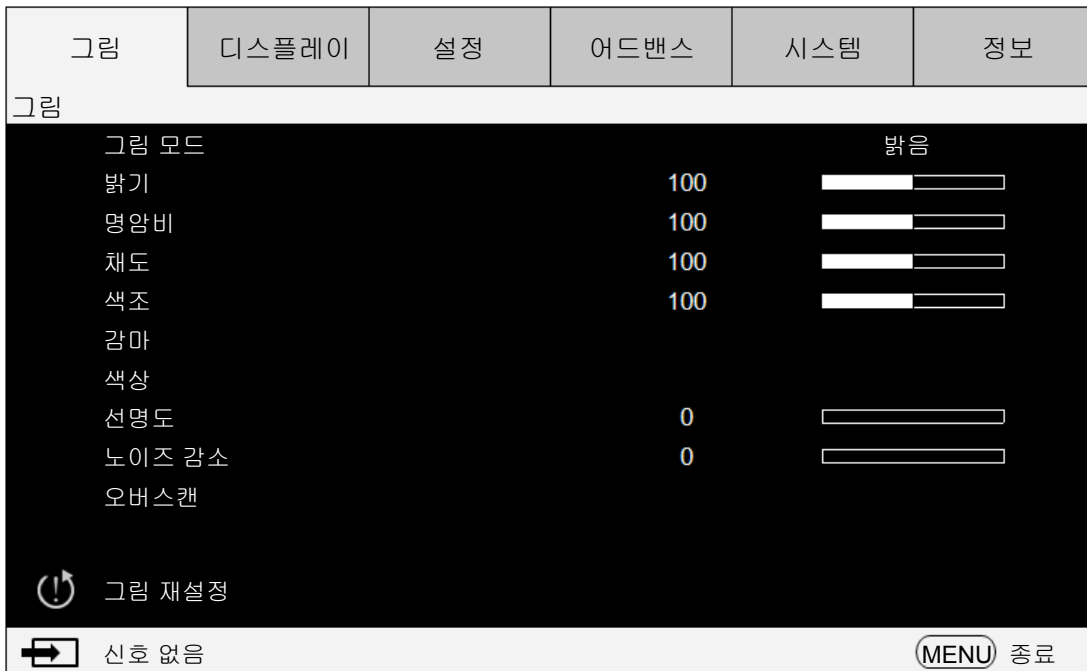 그림 디스플레이 설정 어드밴스 시스템 정보
그림
그림 모드 밝음
밝기 100
명암비 100
채도 100
색조 100
감마
색상
선명도 0
노이즈 감소 0
오버스캔
그림 재설정
신호 없음 MENU 종료